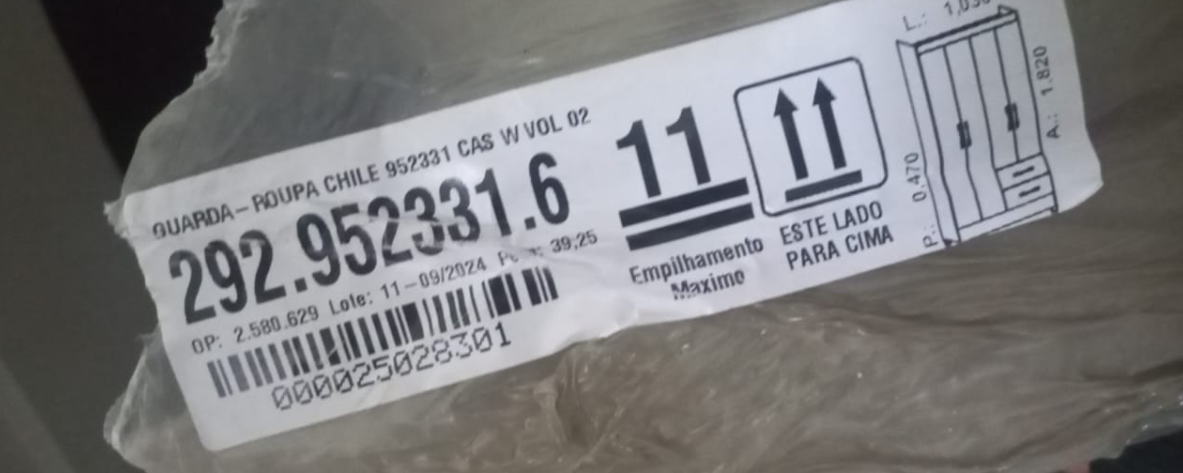 GUARDA-ROUPA CHILE 952331 CAS W VOL 02
292.952331.6
OP: 2.580.629 Lote: 11-09/2024 39,25
000025028301
11
Empilhamento
Maximo
ESTE LADO
PARA CIMA
L.:
P.: 0,470
A.: 1.820